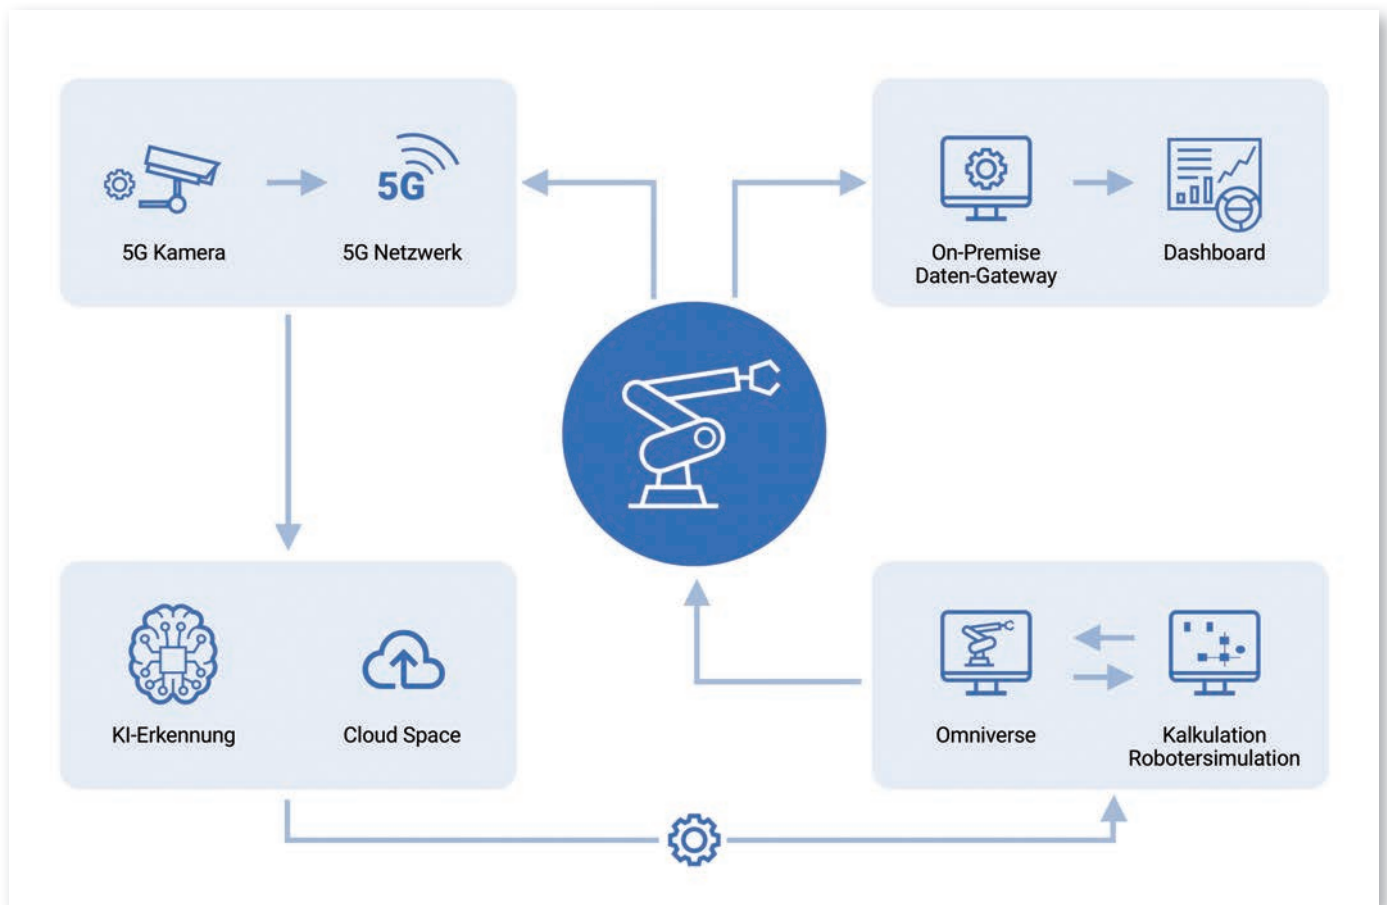 5G
5G Kamera
5G Netzwerk
On-Premise
Daten-Gateway
Dashboard
KI-Erkennung
Cloud Space
Omniverse
Kalkulation
Robotersimulation